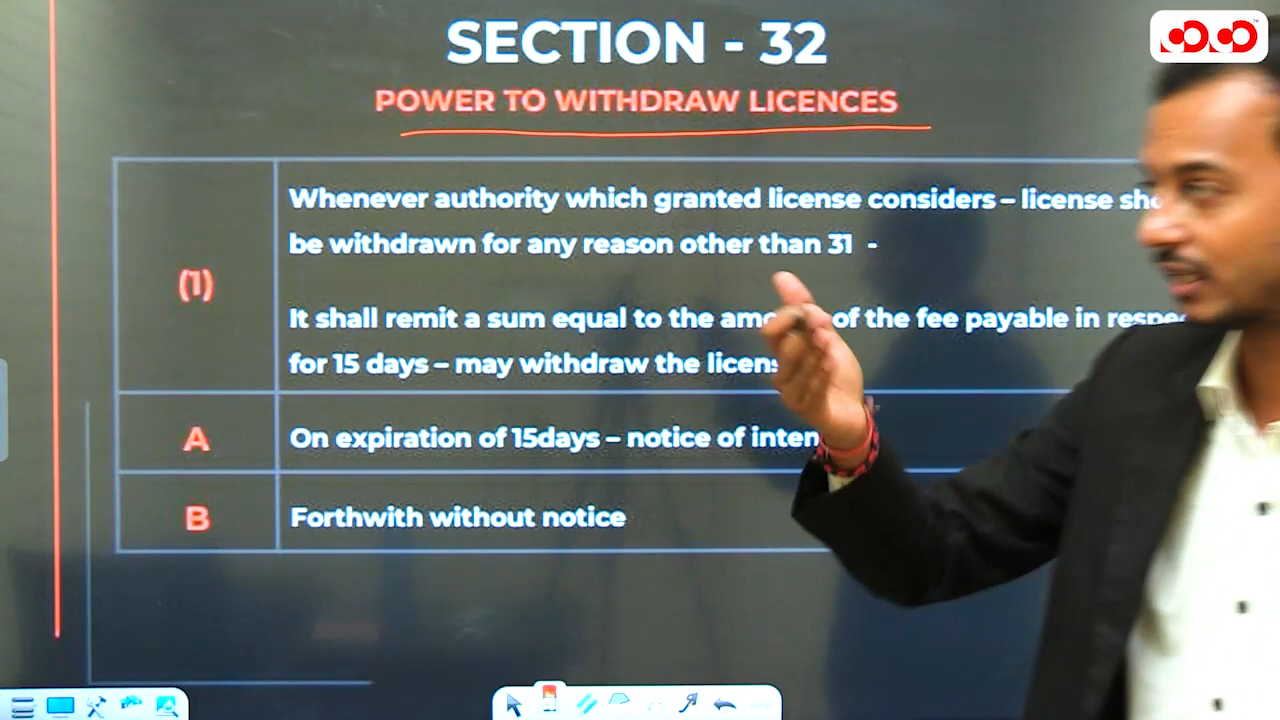 SECTION - 32
POWER TO WITHDRAW LICENCES
(1)
Whenever authority which granted license considers – license
be withdrawn for any reason other than 31 -
It shall remit a sum equal to the of the fee payable in
for 15 days – may withdraw the
A
On expiration of 15days – notice of
B
Forthwith without notice